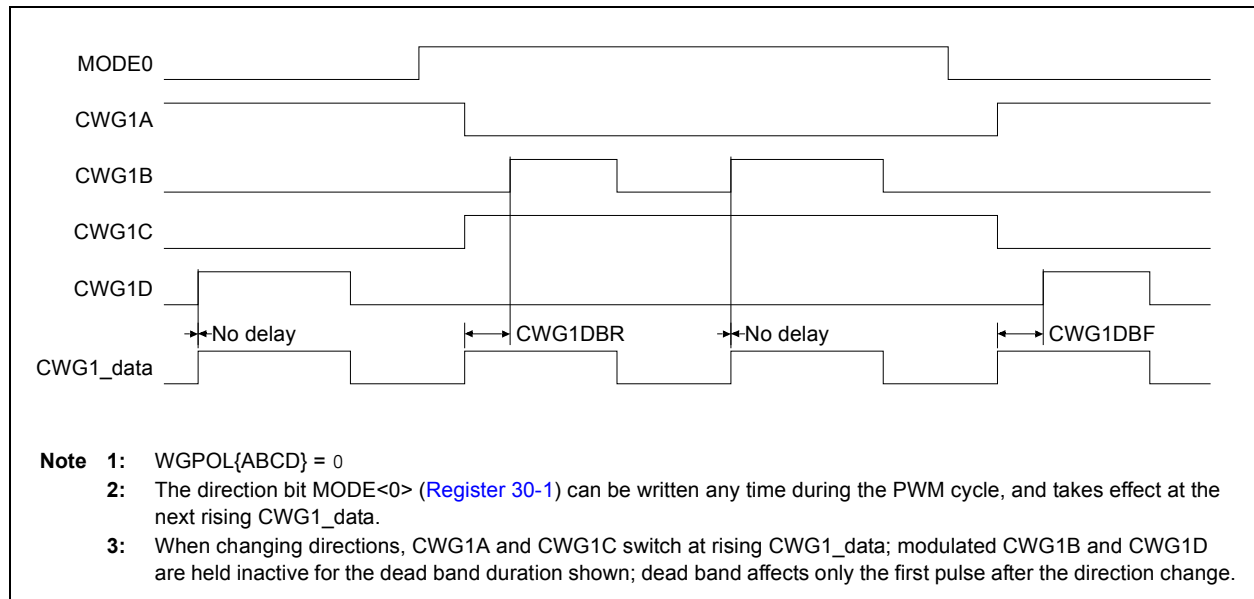 MODE0
CWG1A
CWG1B
CWG1C
CWG1D
No delay CWG1DBR No delay CWG1DBF
CWG1_data
Note 1: WGPOL{ABCD} = 0
2: The direction bit MODE<0> (Register 30-1) can be written any time during the PWM cycle, and takes effect at the
next rising CWG1_data.
3: When changing directions, CWG1A and CWG1C switch at rising CWG1_data; modulated CWG1B and CWG1D
are held inactive for the dead band duration shown; dead band affects only the first pulse after the direction change.